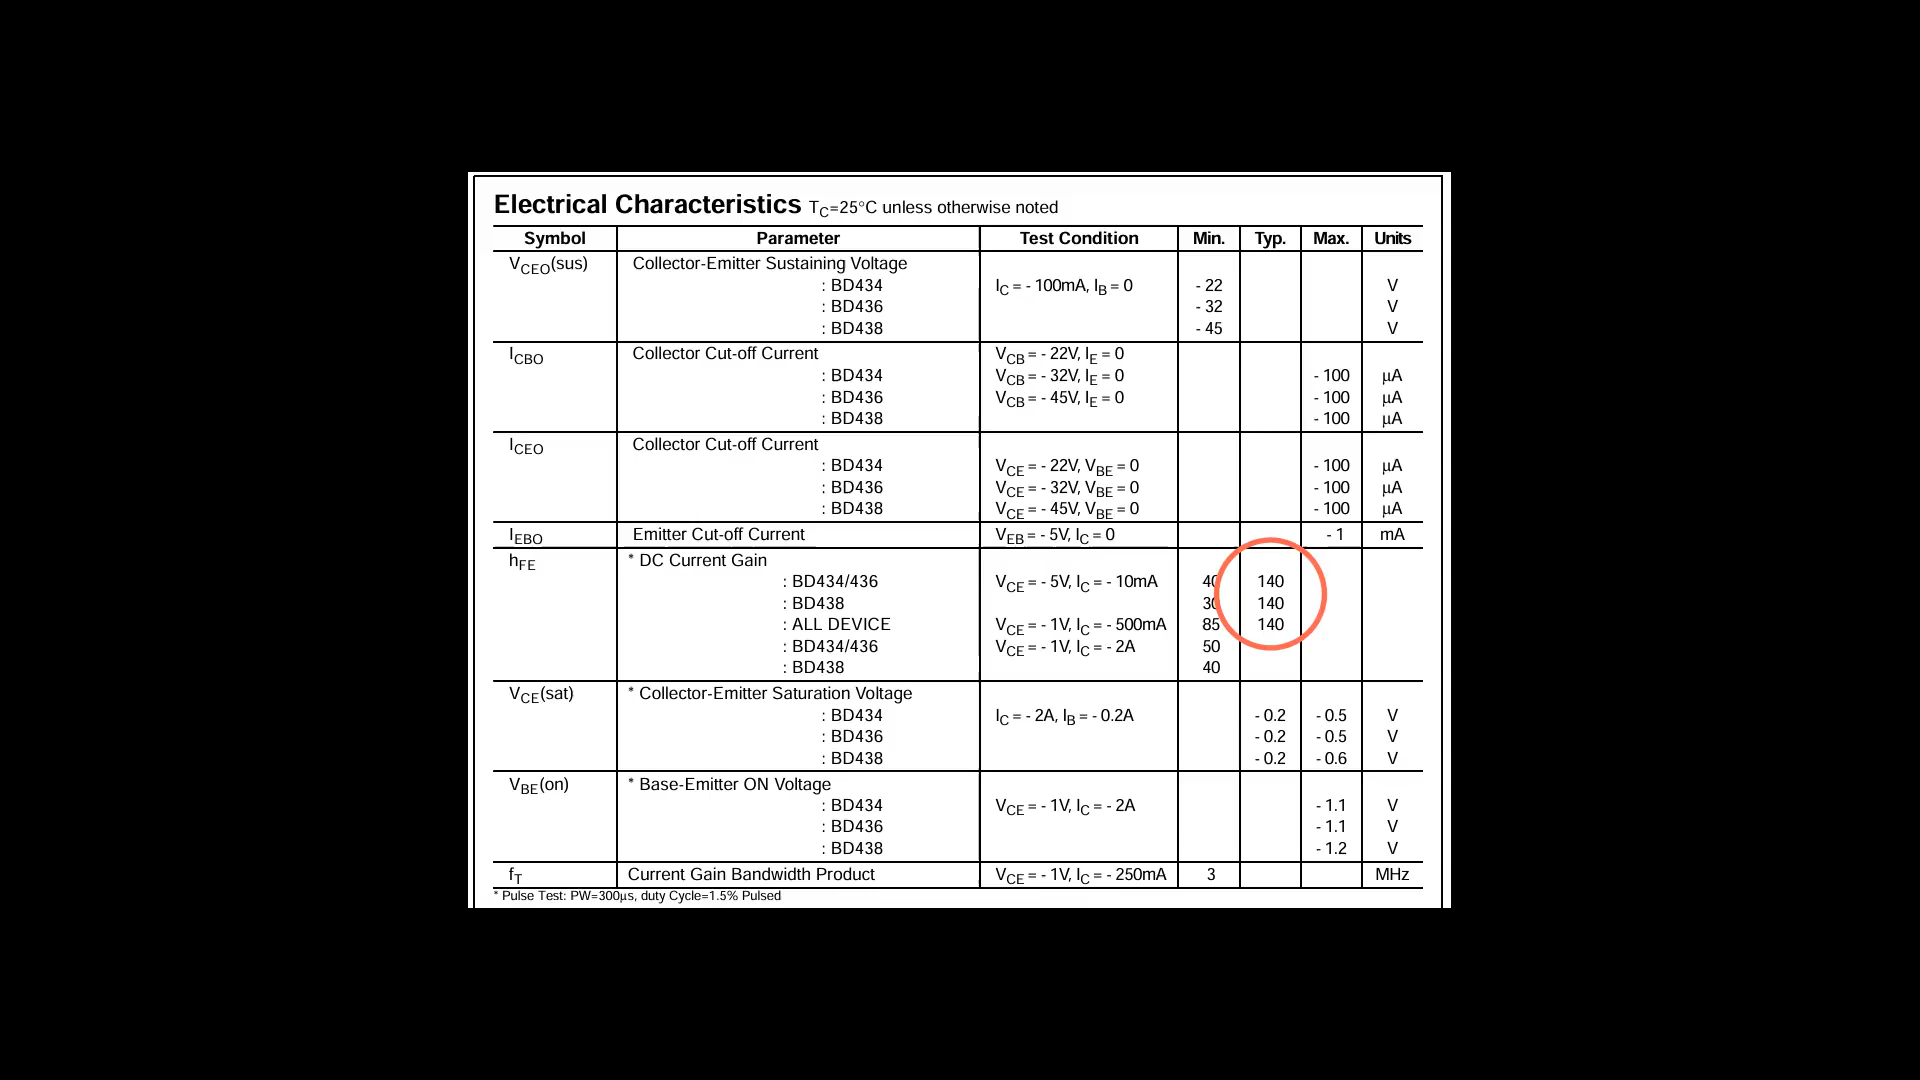 Electrical Characteristics TC=25°C unless otherwise noted
Symbol Parameter Test Condition Min. Typ. Max. Units
VCEO(sus) Collector-Emitter Sustaining Voltage
: BD434 IC = - 100mA, IB = 0 - 22 V
: BD436 - 32 V
: BD438 - 45 V
ICBO Collector Cut-off Current VCB = - 22V, IE = 0
: BD434 VCB = - 32V, IE = 0 - 100 µA
: BD436 VCB = - 45V, IE = 0 - 100 µA
: BD438 - 100 µA
ICEO Collector Cut-off Current
: BD434 VCE = - 22V, VBE = 0 - 100 µA
: BD436 VCE = - 32V, VBE = 0 - 100 µA
: BD438 VCE = - 45V, VBE = 0 - 100 µA
IEBO Emitter Cut-off Current VEB = - 5V, IC = 0 - 1 mA
hFE * DC Current Gain
: BD434/436 VCE = - 5V, IC = - 10mA 40 140
: BD438 30 140
: ALL DEVICE VCE = - 1V, IC = - 500mA 85 140
: BD434/436 VCE = - 1V, IC = - 2A 50
: BD438 40
VCE(sat) * Collector-Emitter Saturation Voltage
: BD434 IC = - 2A, IB = - 0.2A - 0.2 - 0.5 V
: BD436 - 0.2 - 0.5 V
: BD438 - 0.2 - 0.6 V
VBE(on) * Base-Emitter ON Voltage
: BD434 VCE = - 1V, IC = - 2A - 1.1 V
: BD436 - 1.1 V
: BD438 - 1.2 V
fT Current Gain Bandwidth Product VCE = - 1V, IC = - 250mA 3 MHz
* Pulse Test: PW=300µs, duty Cycle=1.5% Pulsed